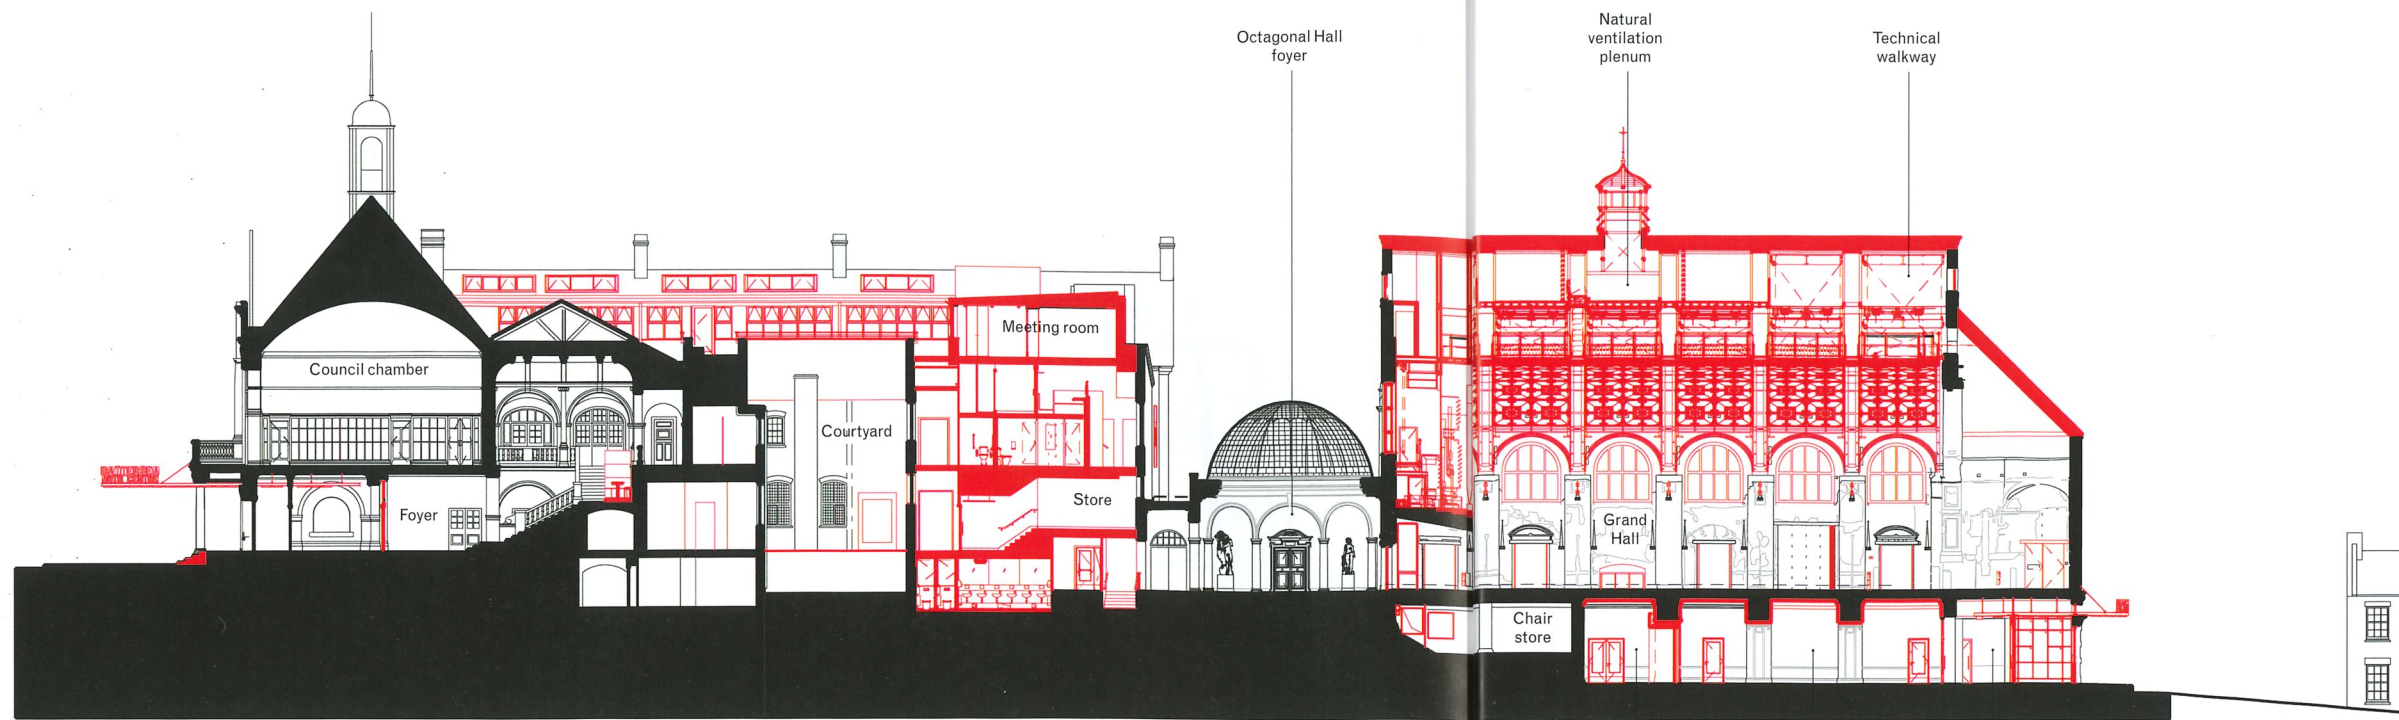 Octagonal Hall
foyer
Natural
ventilation
plenum
Technical
walkway
Meeting room
Council chamber
Courtyard
Foyer
Store
Grand
Hall
Chair
store